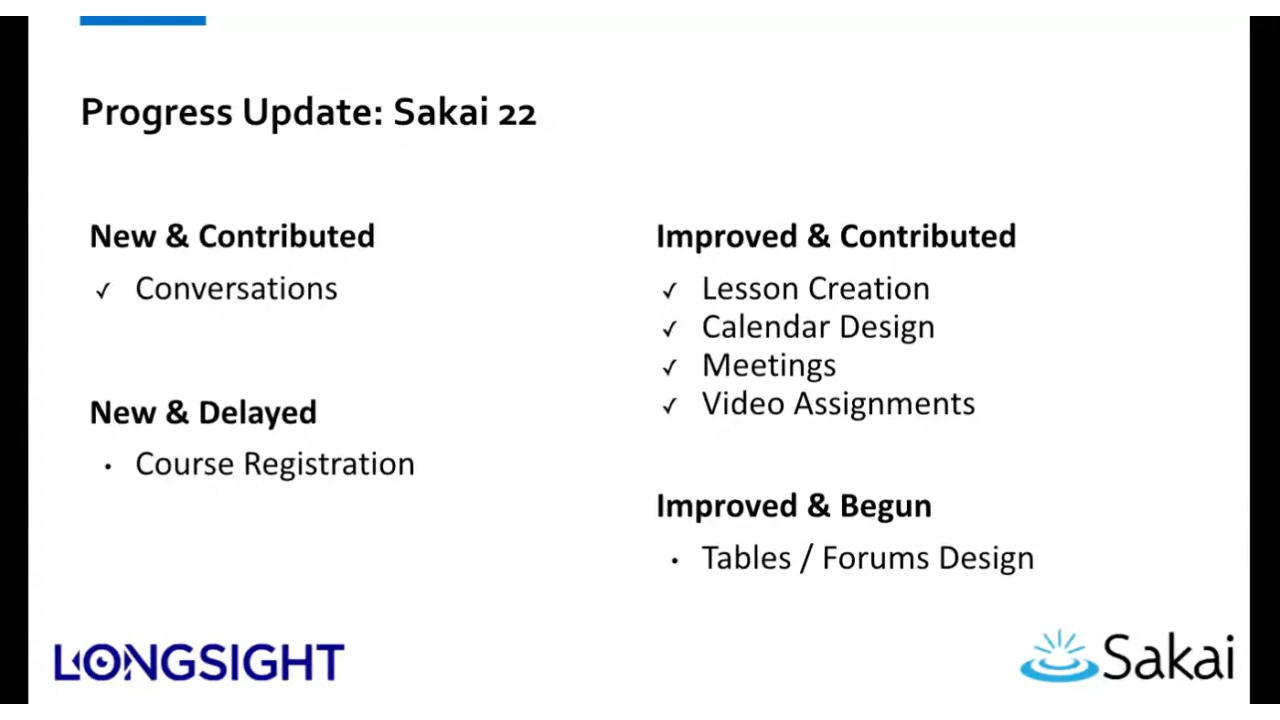 Progress Update: Sakai 22
New & Contributed
✓ Conversations
New & Delayed
• Course Registration
Improved & Contributed
✓ Lesson Creation
✓ Calendar Design
✓ Meetings
✓ Video Assignments
Improved & Begun
• Tables / Forums Design
LONGSIGHT
Sakai